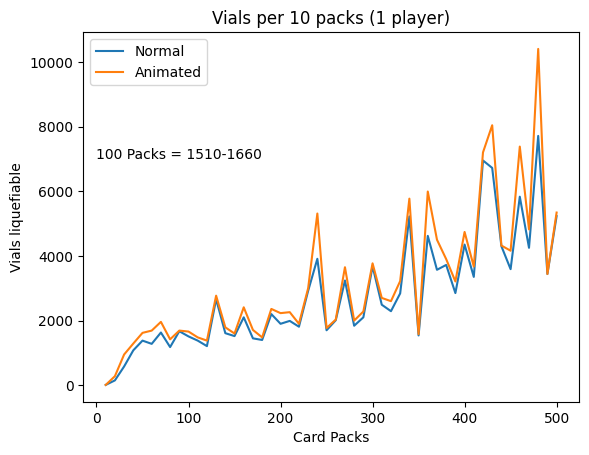 Vials per 10 packs (1 player)
Normal
Animated
100 Packs = 1510-1660
Vials liquefiable
10000
8000
6000
4000
2000
0
0 100 200 300 400 500
Card Packs